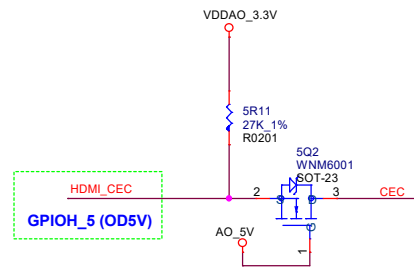 VDDAO_3.3V
5R11
27K_1%
R0201
5Q2
WNM6001
SOT-23
HDMI_CEC
2
3
CEC
GPIOH_5 (OD5V)
AO_5V
G
1